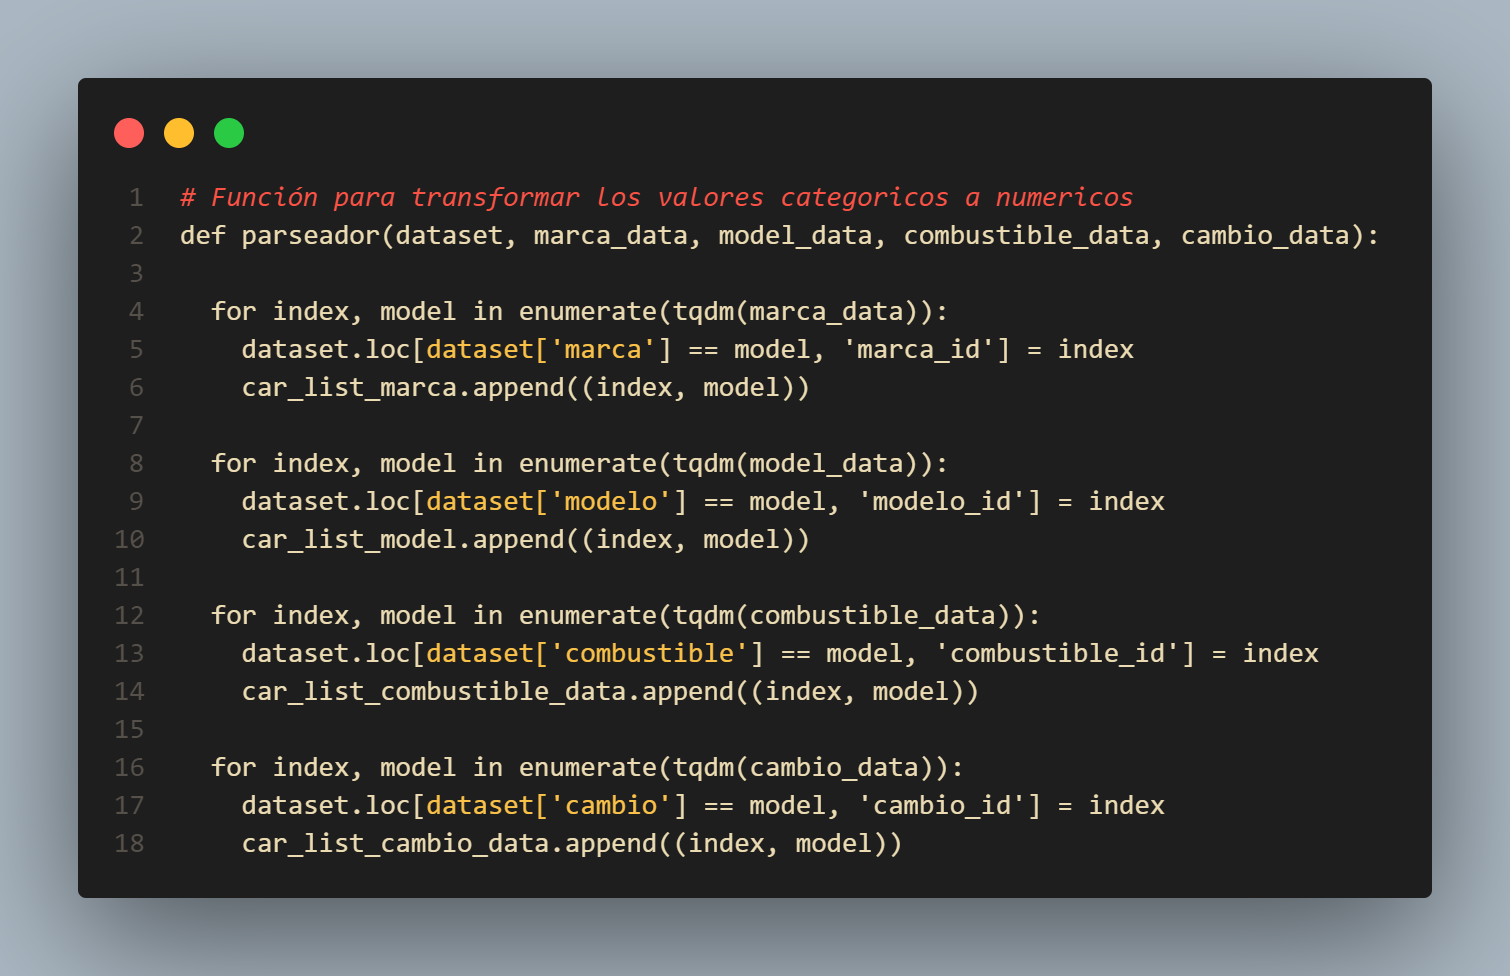 1 # Función para transformar los valores categoricos a numericos
2 def parseador(dataset, marca_data, model_data, combustible_data, cambio_data):
3
4   for index, model in enumerate(tqdm(marca_data)):
5     dataset.loc[dataset['marca'] == model, 'marca_id'] = index
6     car_list_marca.append((index, model))
7
8   for index, model in enumerate(tqdm(model_data)):
9     dataset.loc[dataset['modelo'] == model, 'modelo_id'] = index
10     car_list_model.append((index, model))
11
12   for index, model in enumerate(tqdm(combustible_data)):
13     dataset.loc[dataset['combustible'] == model, 'combustible_id'] = index
14     car_list_combustible_data.append((index, model))
15
16   for index, model in enumerate(tqdm(cambio_data)):
17     dataset.loc[dataset['cambio'] == model, 'cambio_id'] = index
18     car_list_cambio_data.append((index, model))